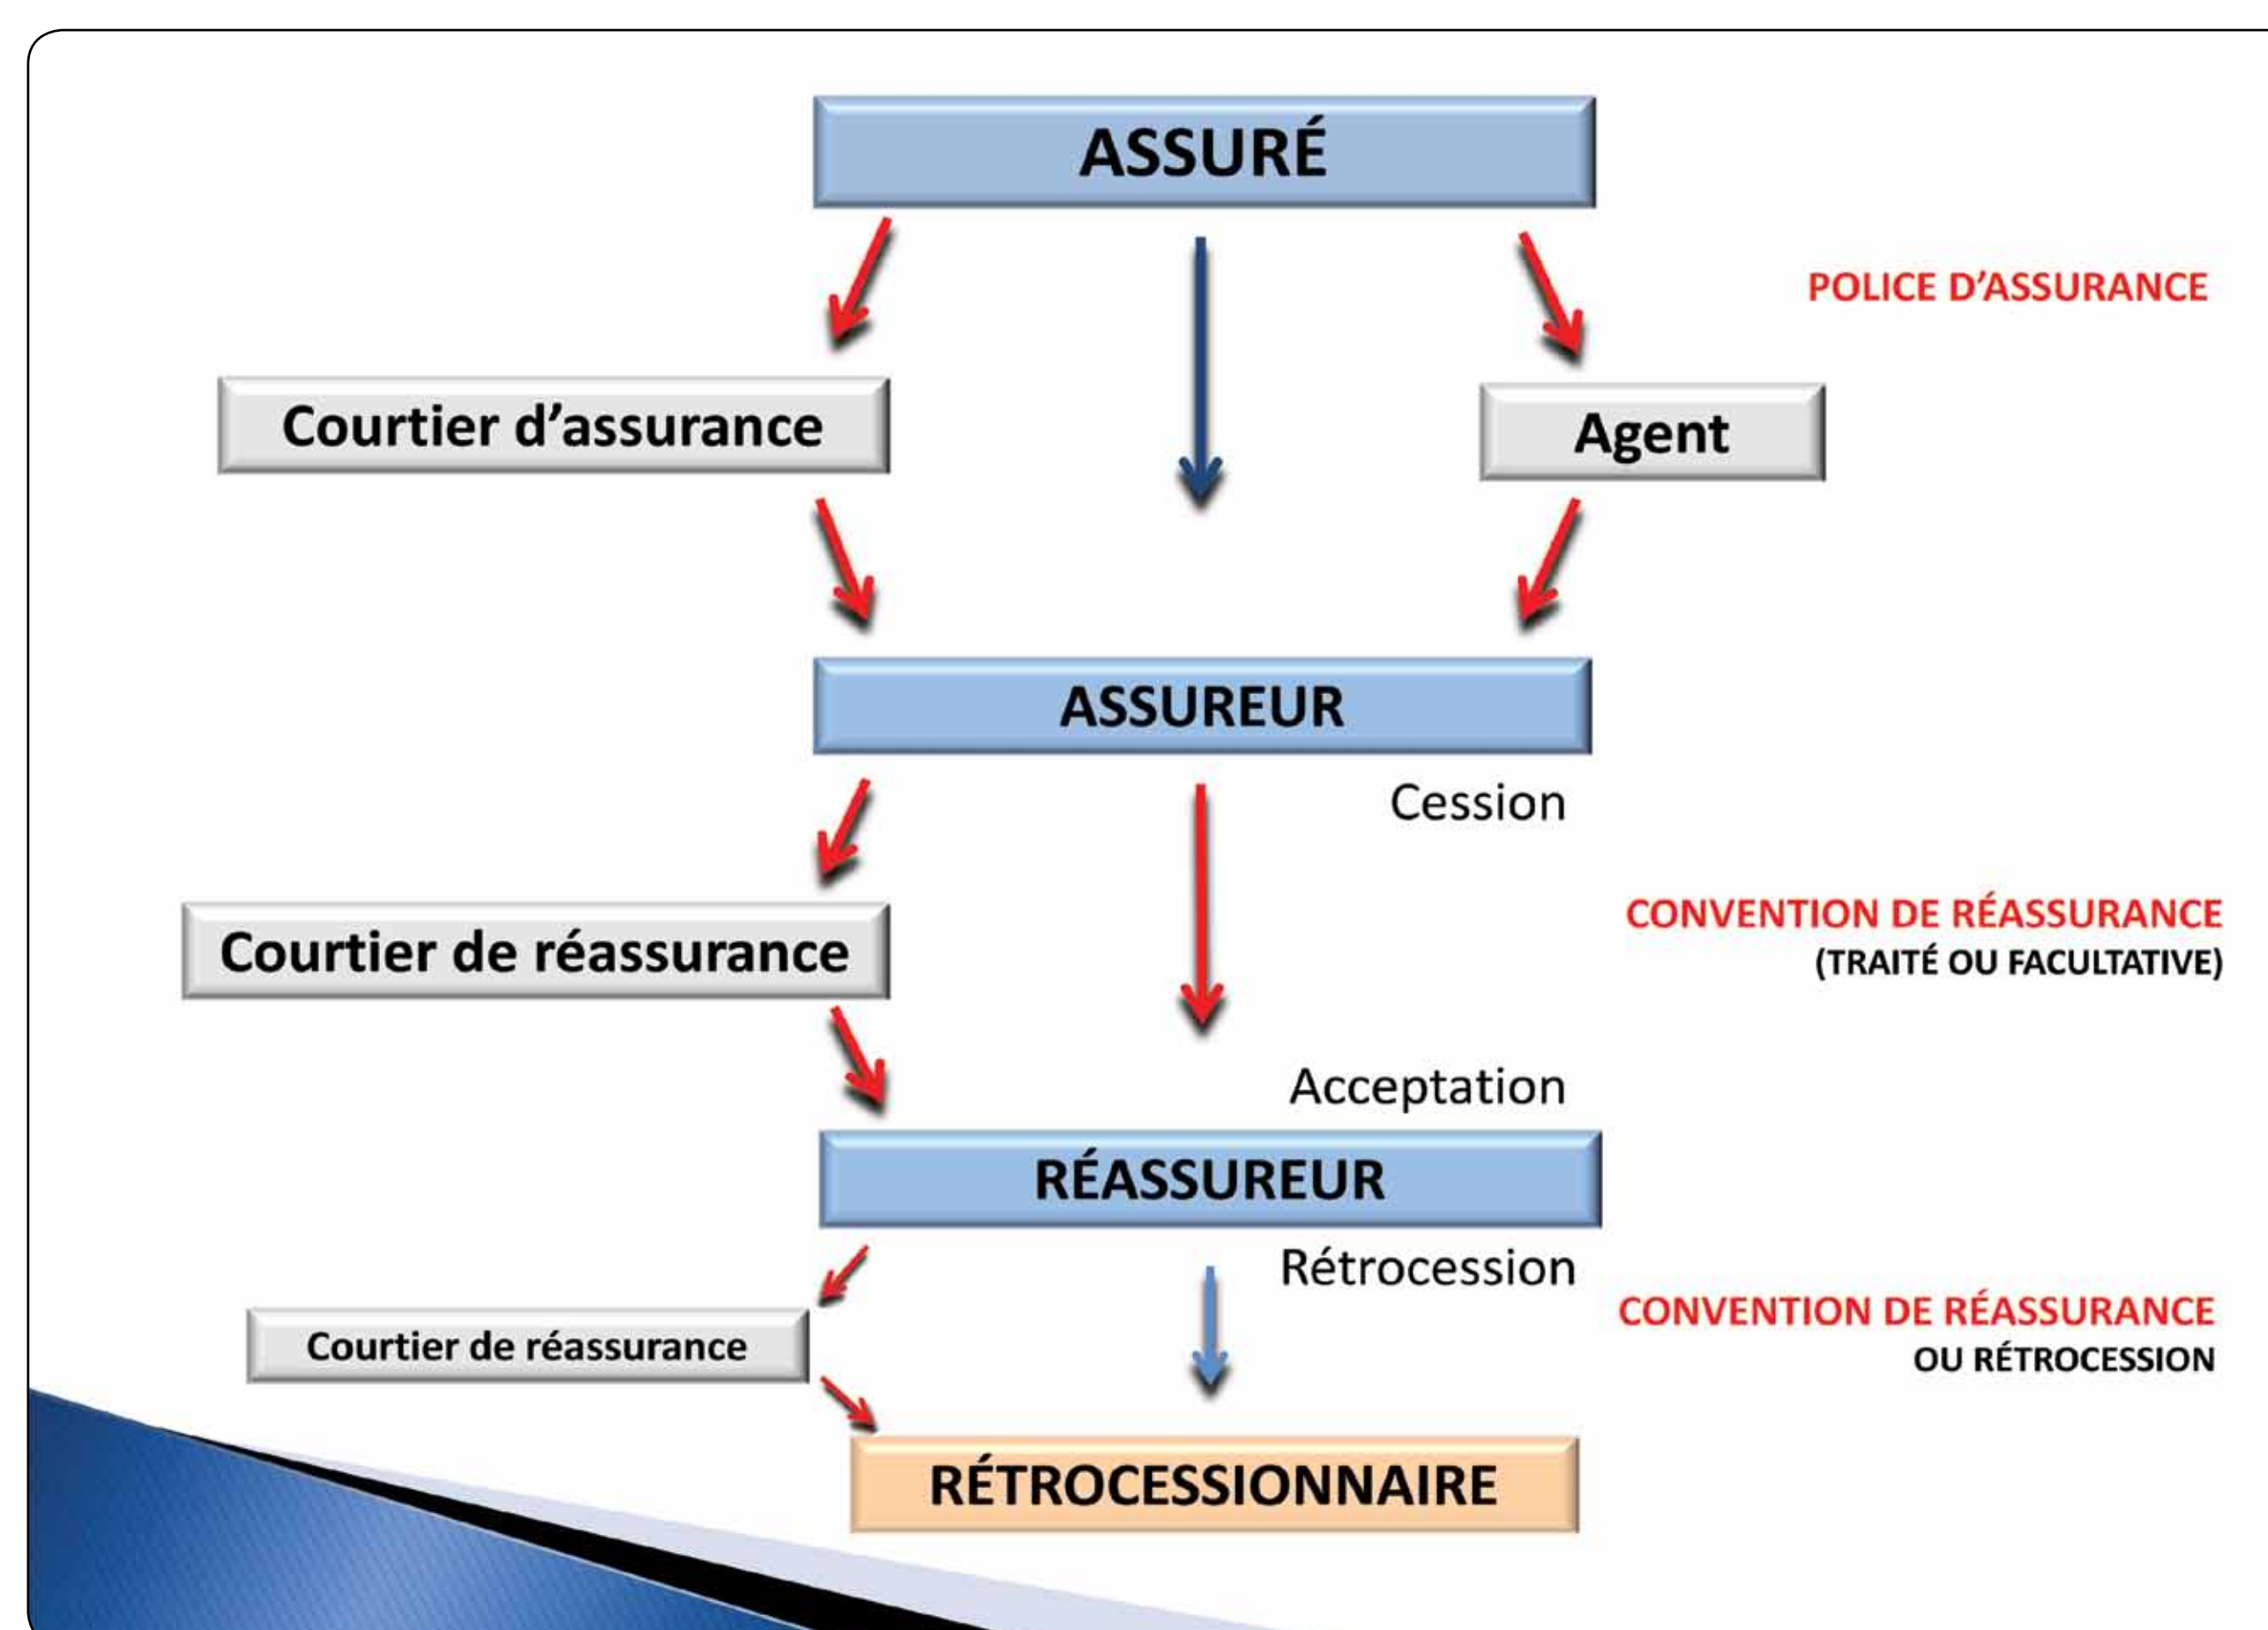 ASSURÉ
POLICE D’ASSURANCE
Courtier d’assurance
Agent
ASSUREUR
Cession
CONVENTION DE RÉASSURANCE
(TRAITÉ OU FACULTATIVE)
Courtier de réassurance
Acceptation
RÉASSUREUR
Rétrocession
CONVENTION DE RÉASSURANCE
OU RÉTROCESSION
Courtier de réassurance
RÉTROCESSIONNAIRE